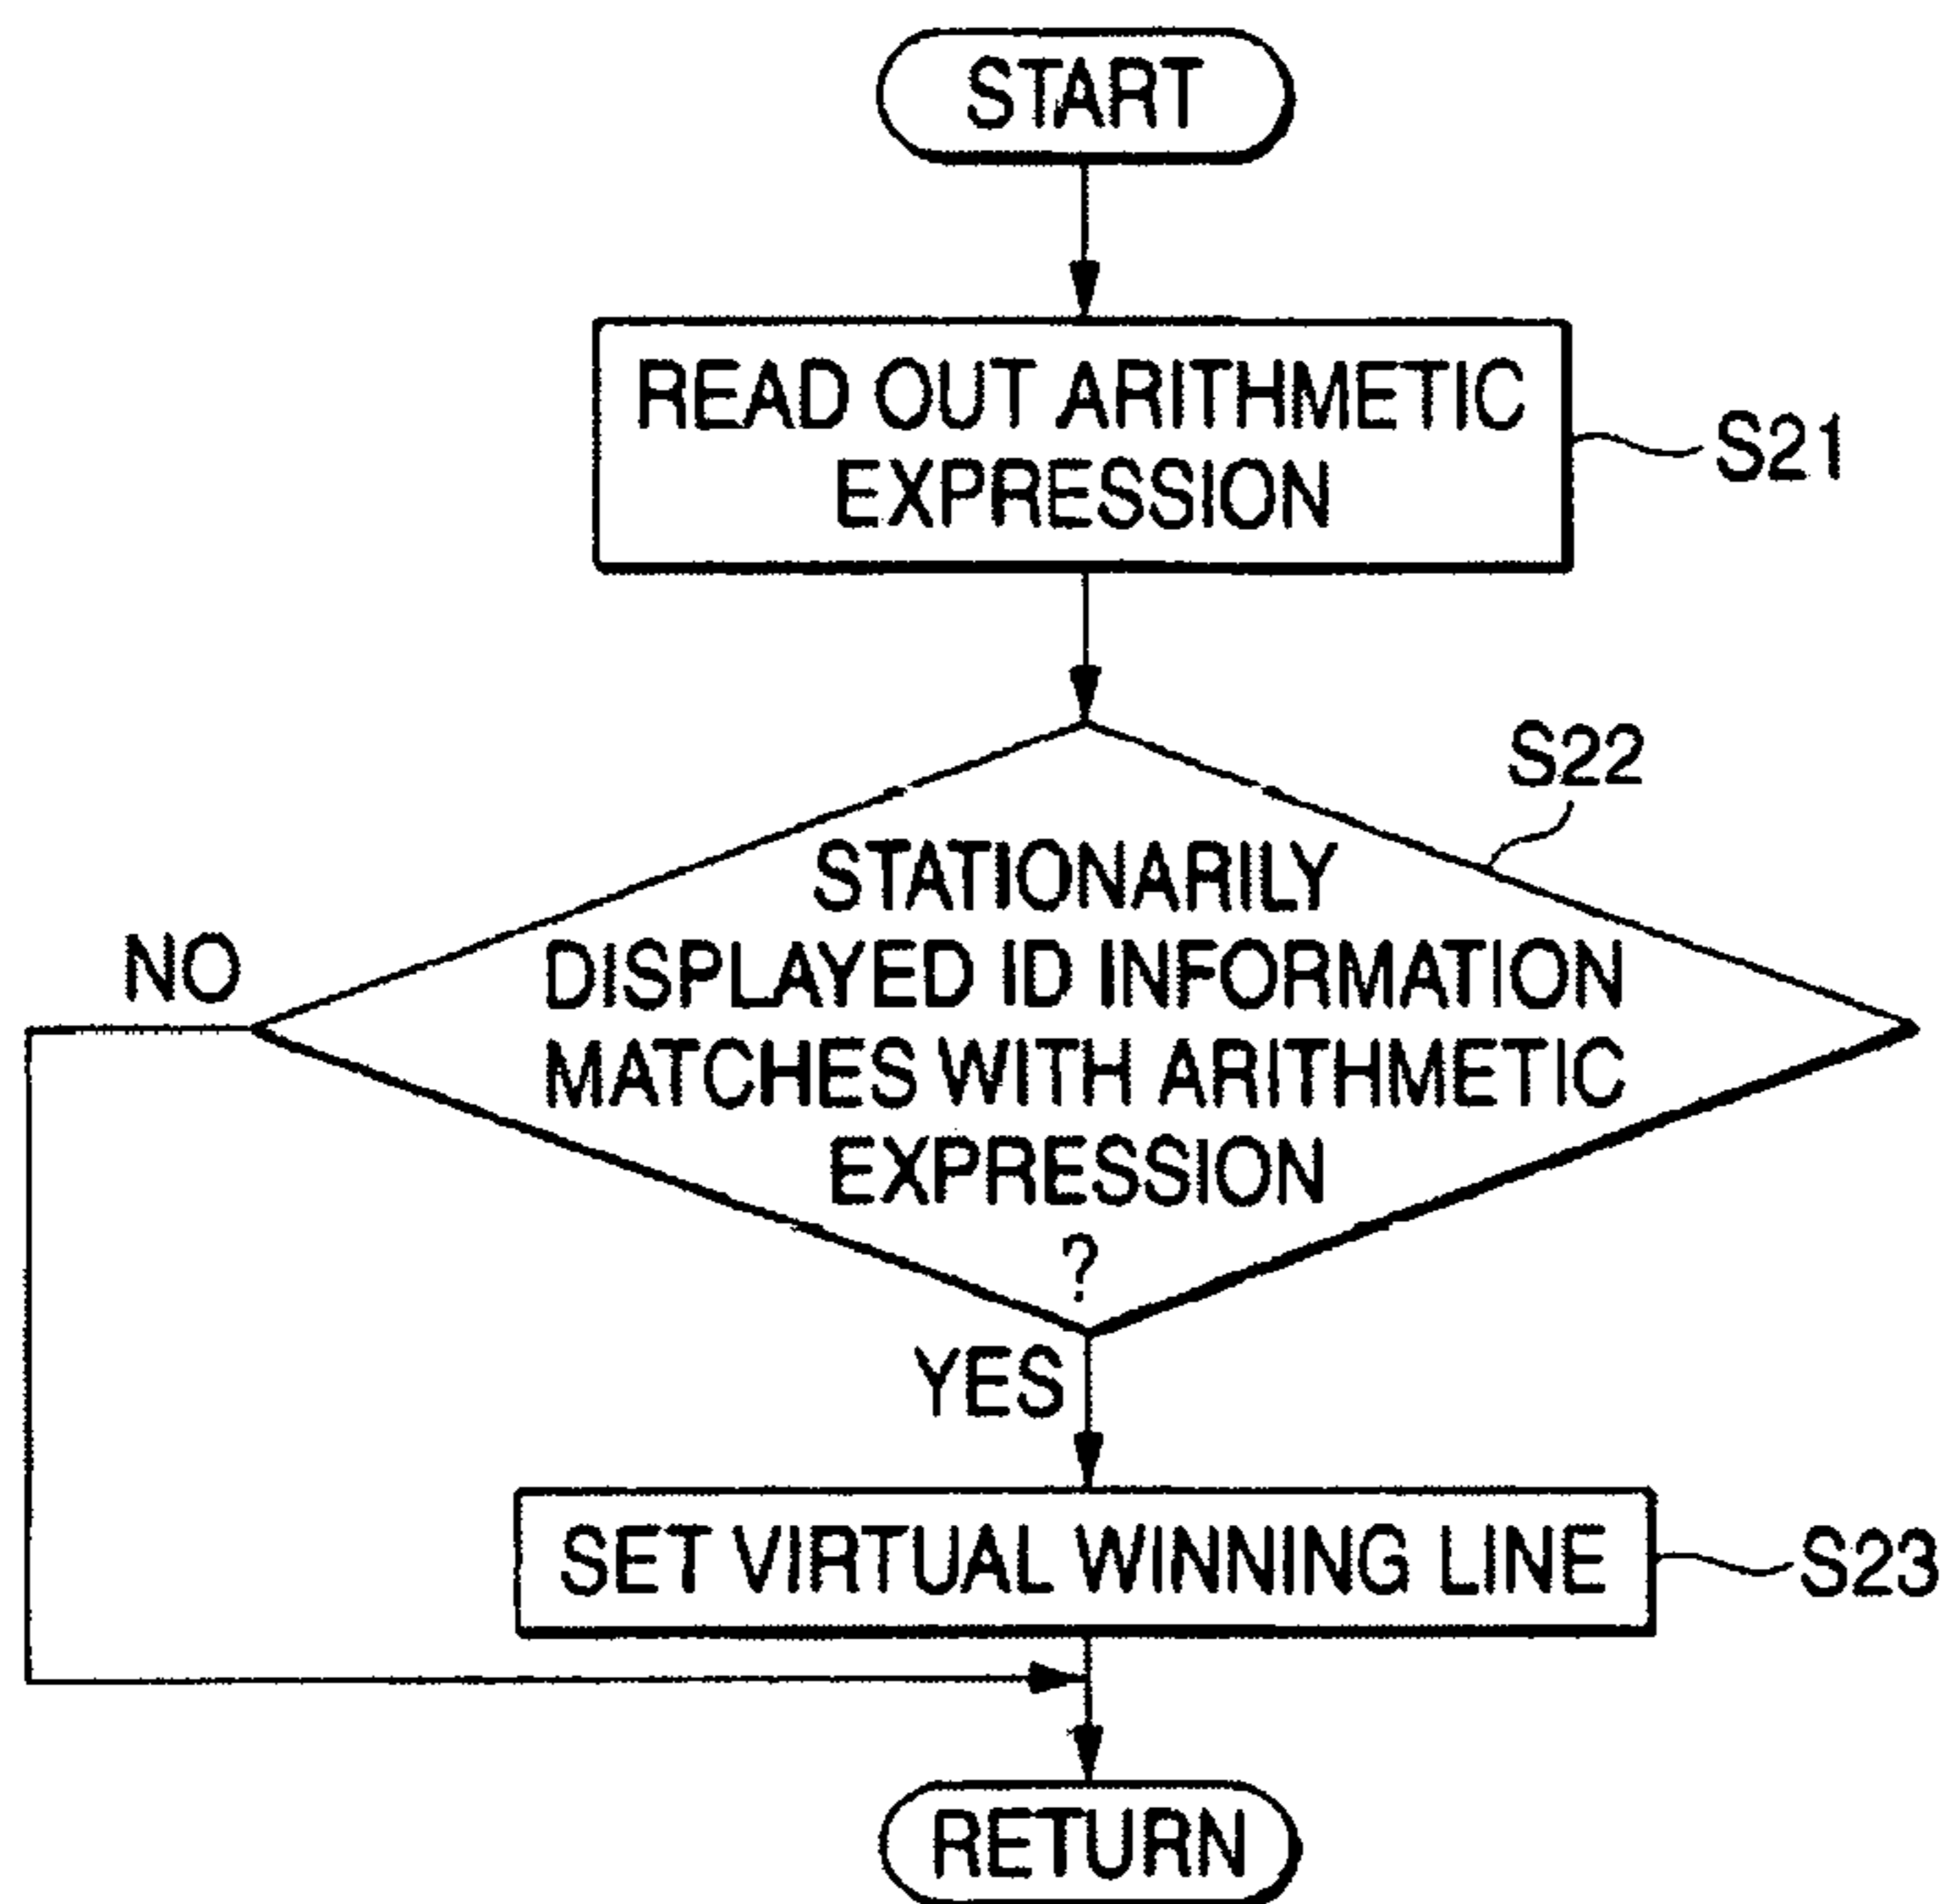 START
READ OUT ARITHMETIC
EXPRESSION
S21
S22
STATIONARILY
DISPLAYED ID INFORMATION
MATCHES WITH ARITHMETIC
EXPRESSION
?
NO
YES
SET VIRTUAL WINNING LINE
S23
RETURN